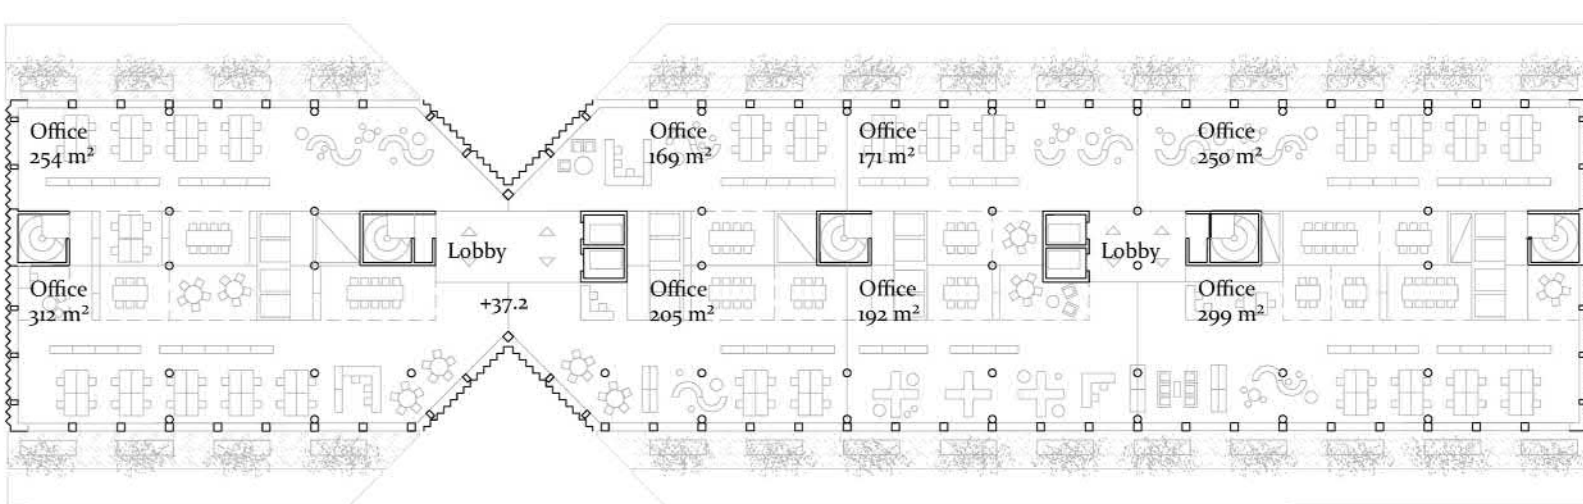 Office
254 m²
Office
169 m²
Office
171 m²
Office
250 m²
Lobby
Lobby
Office
312 m²
+37.2
Office
205 m²
Office
192 m²
Office
299 m²